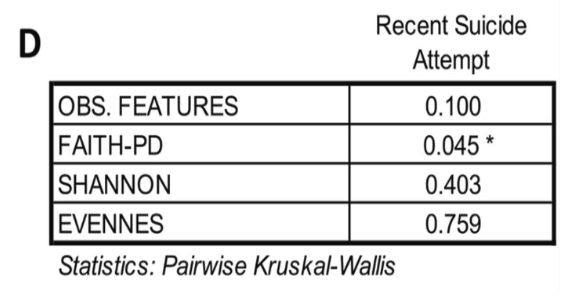 D
Recent Suicide
Attempt
OBS. FEATURES 0.100
FAITH-PD 0.045 *
SHANNON 0.403
EVENNES 0.759
Statistics: Pairwise Kruskal-Wallis